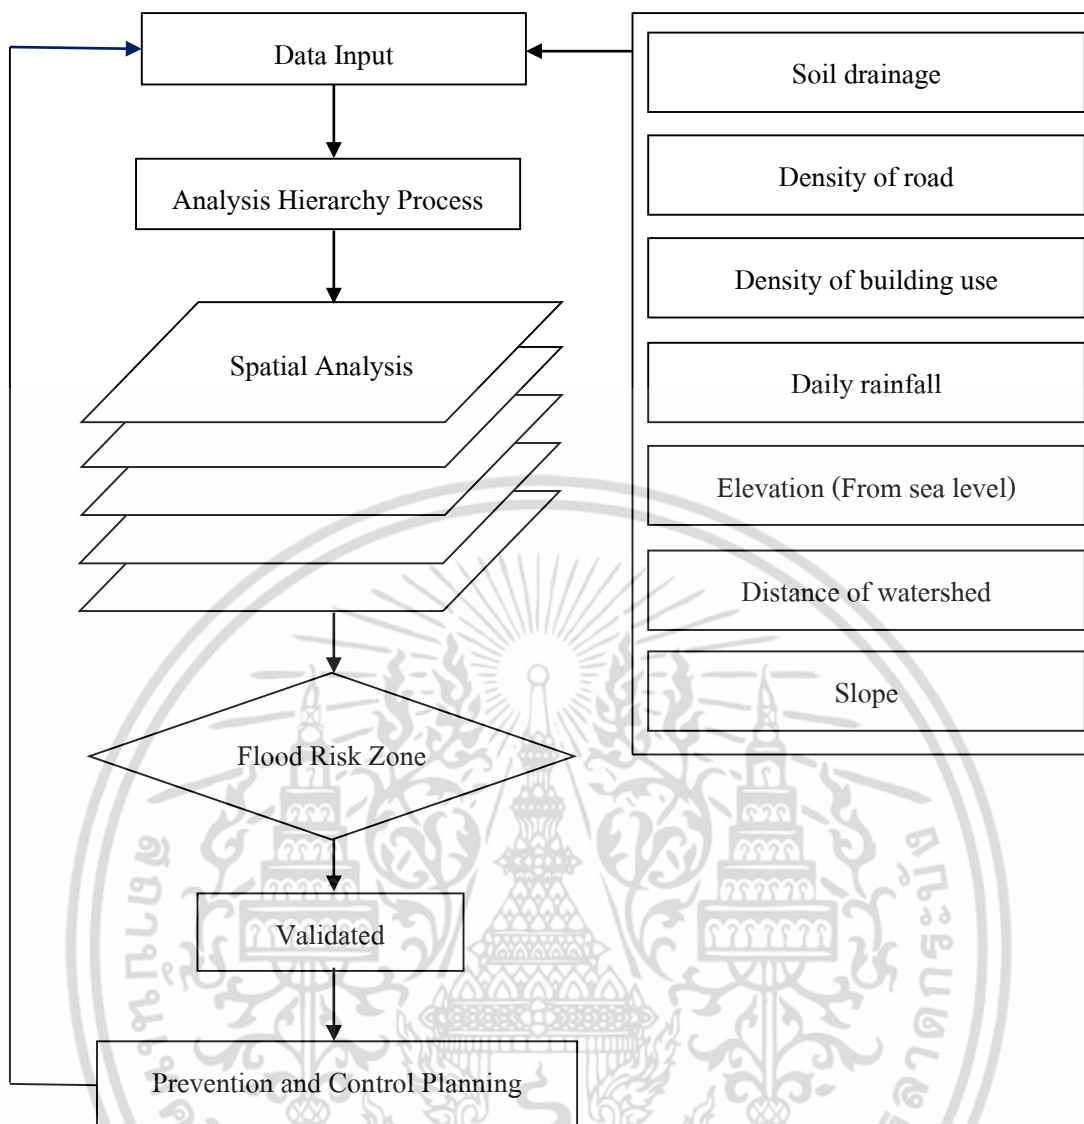 Data Input
Analysis Hierarchy Process
Spatial Analysis
Flood Risk Zone
Validated
Prevention and Control Planning
Soil drainage
Density of road
Density of building use
Daily rainfall
Elevation (From sea level)
Distance of watershed
Slope